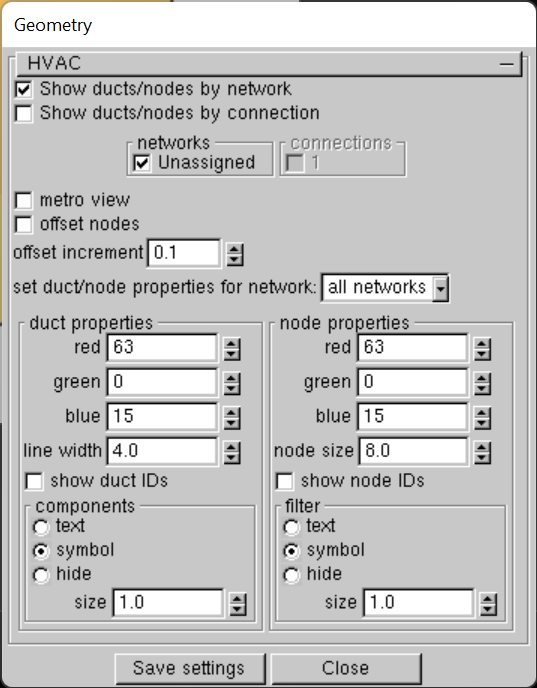 Geometry
HVAC
Show ducts/nodes by network
Show ducts/nodes by connection
networks
Unassigned
connections
1
metro view
offset nodes
offset increment 0.1
set duct/node properties for network: all networks
duct properties
red 63
green 0
blue 15
line width 4.0
show duct IDs
components
text
symbol
hide
size 1.0
node properties
red 63
green 0
blue 15
node size 8.0
show node IDs
filter
text
symbol
hide
size 1.0
Save settings
Close